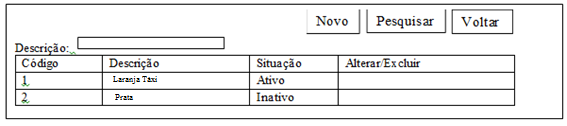 Novo Pesquisar Voltar
Descrição:
Código Descrição Situação Alterar/Excluir
1 Laranja Táxi Ativo
2 Prata Inativo